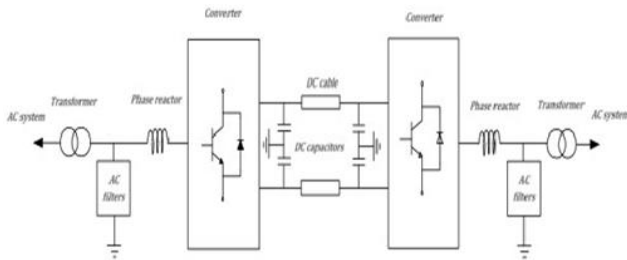 Converter
Converter
DC cable
Transformer
Phase reactor
Phase reactor
Transformer
AC system
AC system
DC capacitors
AC
filters
AC
filters